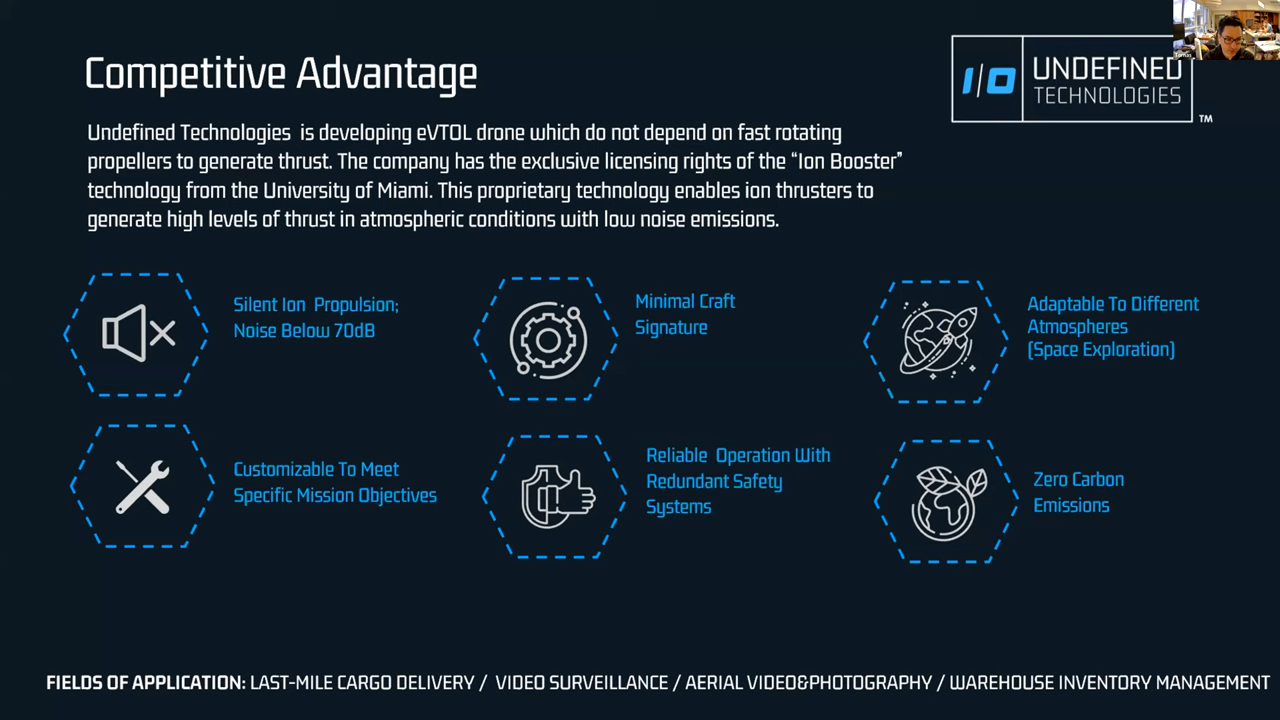 Competitive Advantage
I/O UNDEFINED
TECHNOLOGIES
TM
Undefined Technologies is developing eVTOL drone which do not depend on fast rotating
propellers to generate thrust. The company has the exclusive licensing rights of the “Ion Booster”
technology from the University of Miami. This proprietary technology enables ion thrusters to
generate high levels of thrust in atmospheric conditions with low noise emissions.
Silent Ion Propulsion;
Noise Below 70dB
Minimal Craft
Signature
Adaptable To Different
Atmospheres
(Space Exploration)
Customizable To Meet
Specific Mission Objectives
Reliable Operation With
Redundant Safety
Systems
Zero Carbon
Emissions
FIELDS OF APPLICATION: LAST-MILE CARGO DELIVERY / VIDEO SURVEILLANCE / AERIAL VIDEO&PHOTOGRAPHY / WAREHOUSE INVENTORY MANAGEMENT